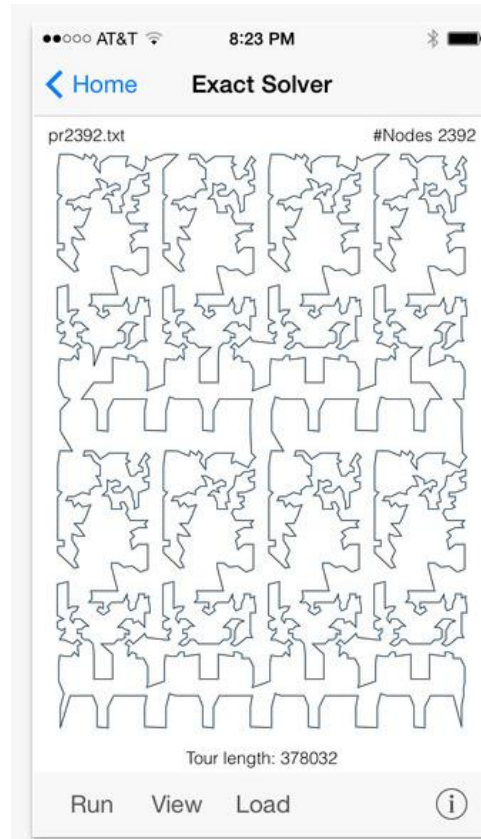 AT&T 8:23 PM
Home Exact Solver
pr2392.txt #Nodes 2392
Tour length: 378032
Run View Load